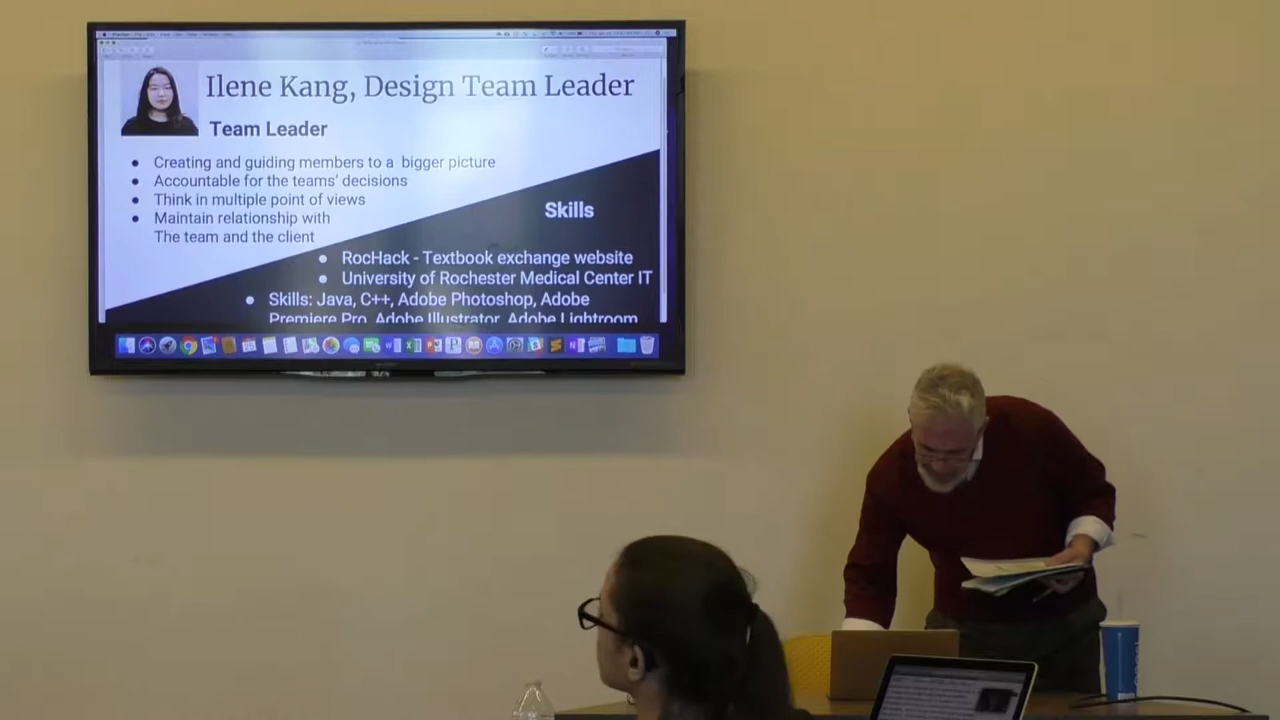 Ilene Kang, Design Team Leader
Team Leader
Creating and guiding members to a bigger picture
Accountable for the teams' decisions
Think in multiple point of views
Maintain relationship with
The team and the client
Skills
RocHack - Textbook exchange website
University of Rochester Medical Center IT
Skills: Java, C++, Adobe Photoshop, Adobe
Premiere Pro, Adobe Illustrator, Adobe Lightroom